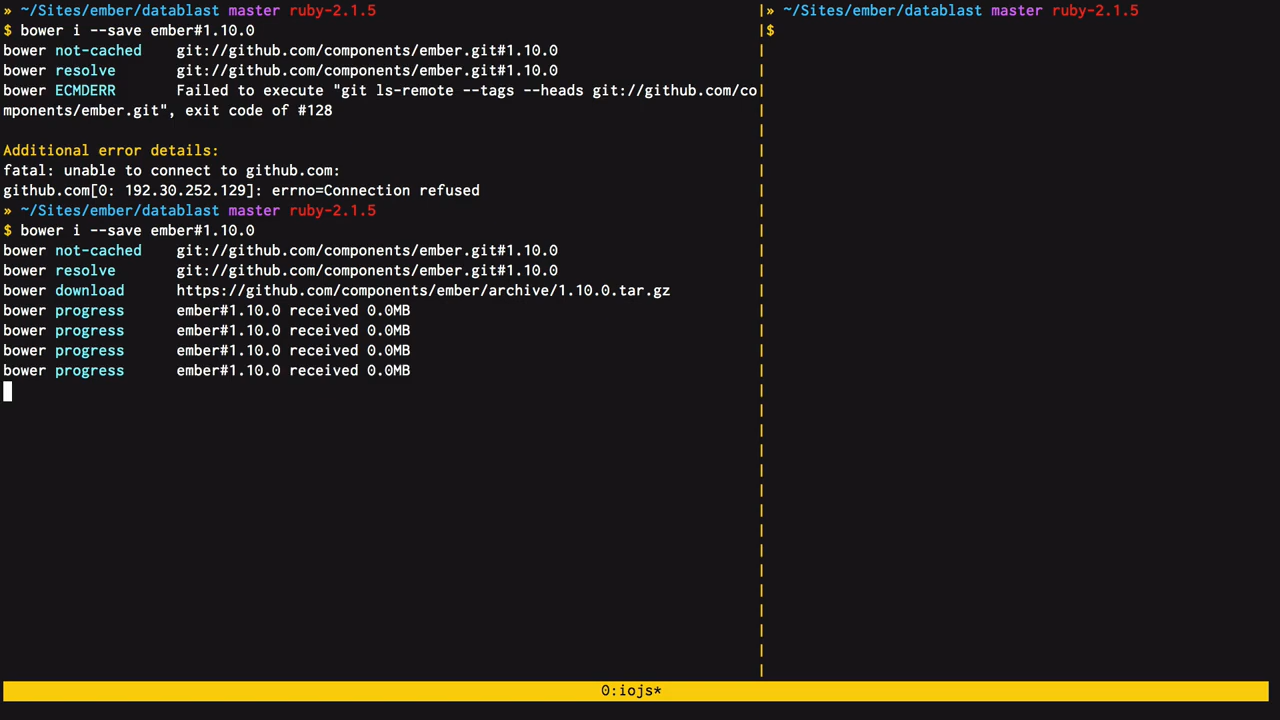 » ~/Sites/ember/datablast master ruby-2.1.5
$ bower i --save ember#1.10.0
bower not-cached    git://github.com/components/ember.git#1.10.0
bower resolve       git://github.com/components/ember.git#1.10.0
bower ECMDERR       Failed to execute "git ls-remote --tags --heads git://github.com/co
mponents/ember.git", exit code of #128
Additional error details:
fatal: unable to connect to github.com:
github.com[0: 192.30.252.129]: errno=Connection refused
» ~/Sites/ember/datablast master ruby-2.1.5
$ bower i --save ember#1.10.0
bower not-cached    git://github.com/components/ember.git#1.10.0
bower resolve       git://github.com/components/ember.git#1.10.0
bower download      https://github.com/components/ember/archive/1.10.0.tar.gz
bower progress      ember#1.10.0 received 0.0MB
bower progress      ember#1.10.0 received 0.0MB
bower progress      ember#1.10.0 received 0.0MB
bower progress      ember#1.10.0 received 0.0MB
» ~/Sites/ember/datablast master ruby-2.1.5
$
0:iojs*